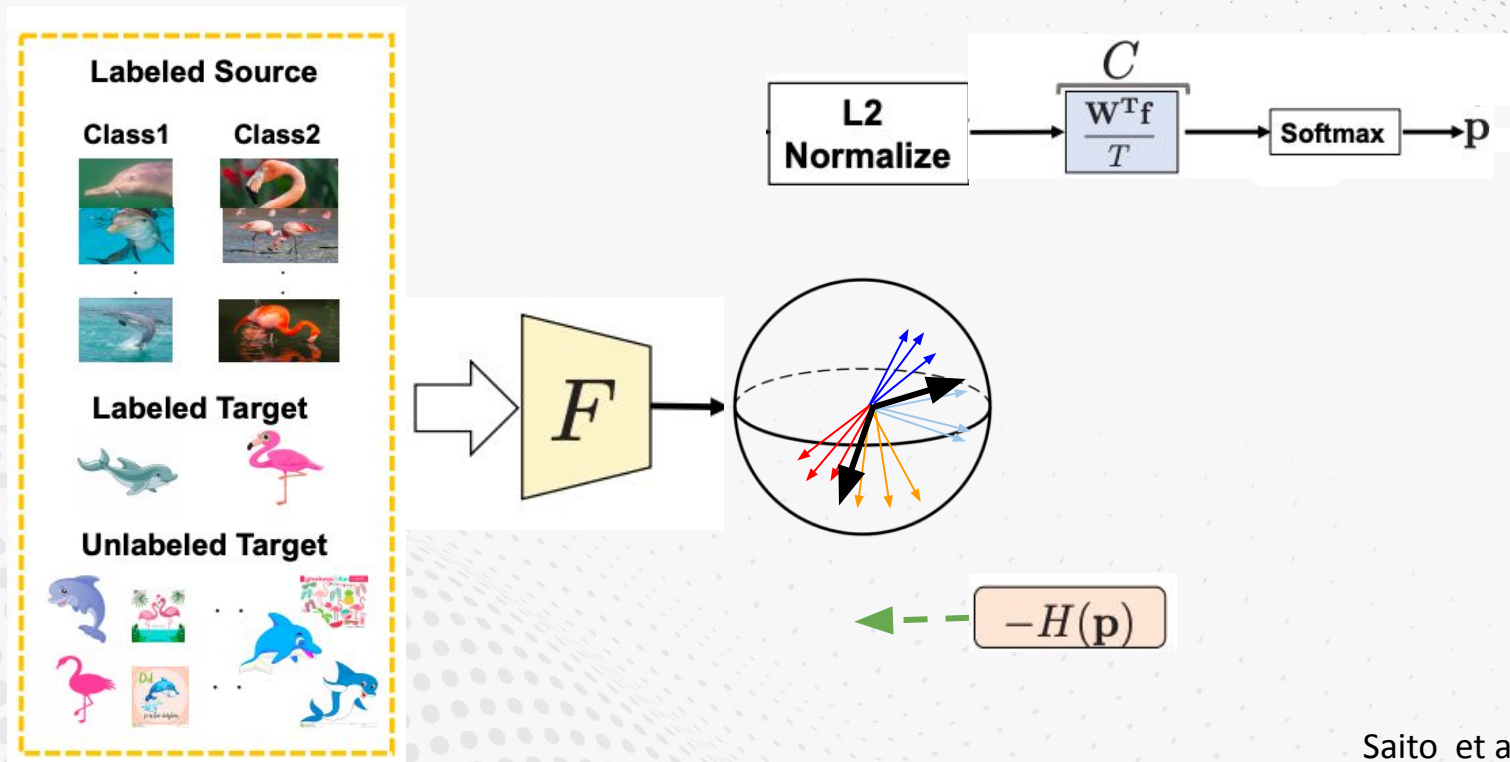 Labeled Source
Class1 Class2
Labeled Target
Unlabeled Target
F
L2
Normalize
C
W^T f
T
Softmax
p
−H(p)
Saito et a